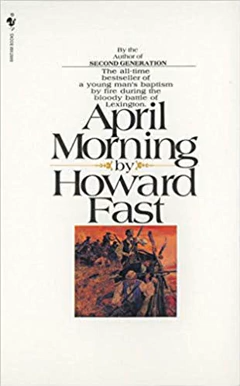 By the
Author of
SECOND GENERATION
The all-time
bestseller of
a young man's baptism
by fire during the
bloody battle of
Lexington.
April
Morning
by
Howard
Fast